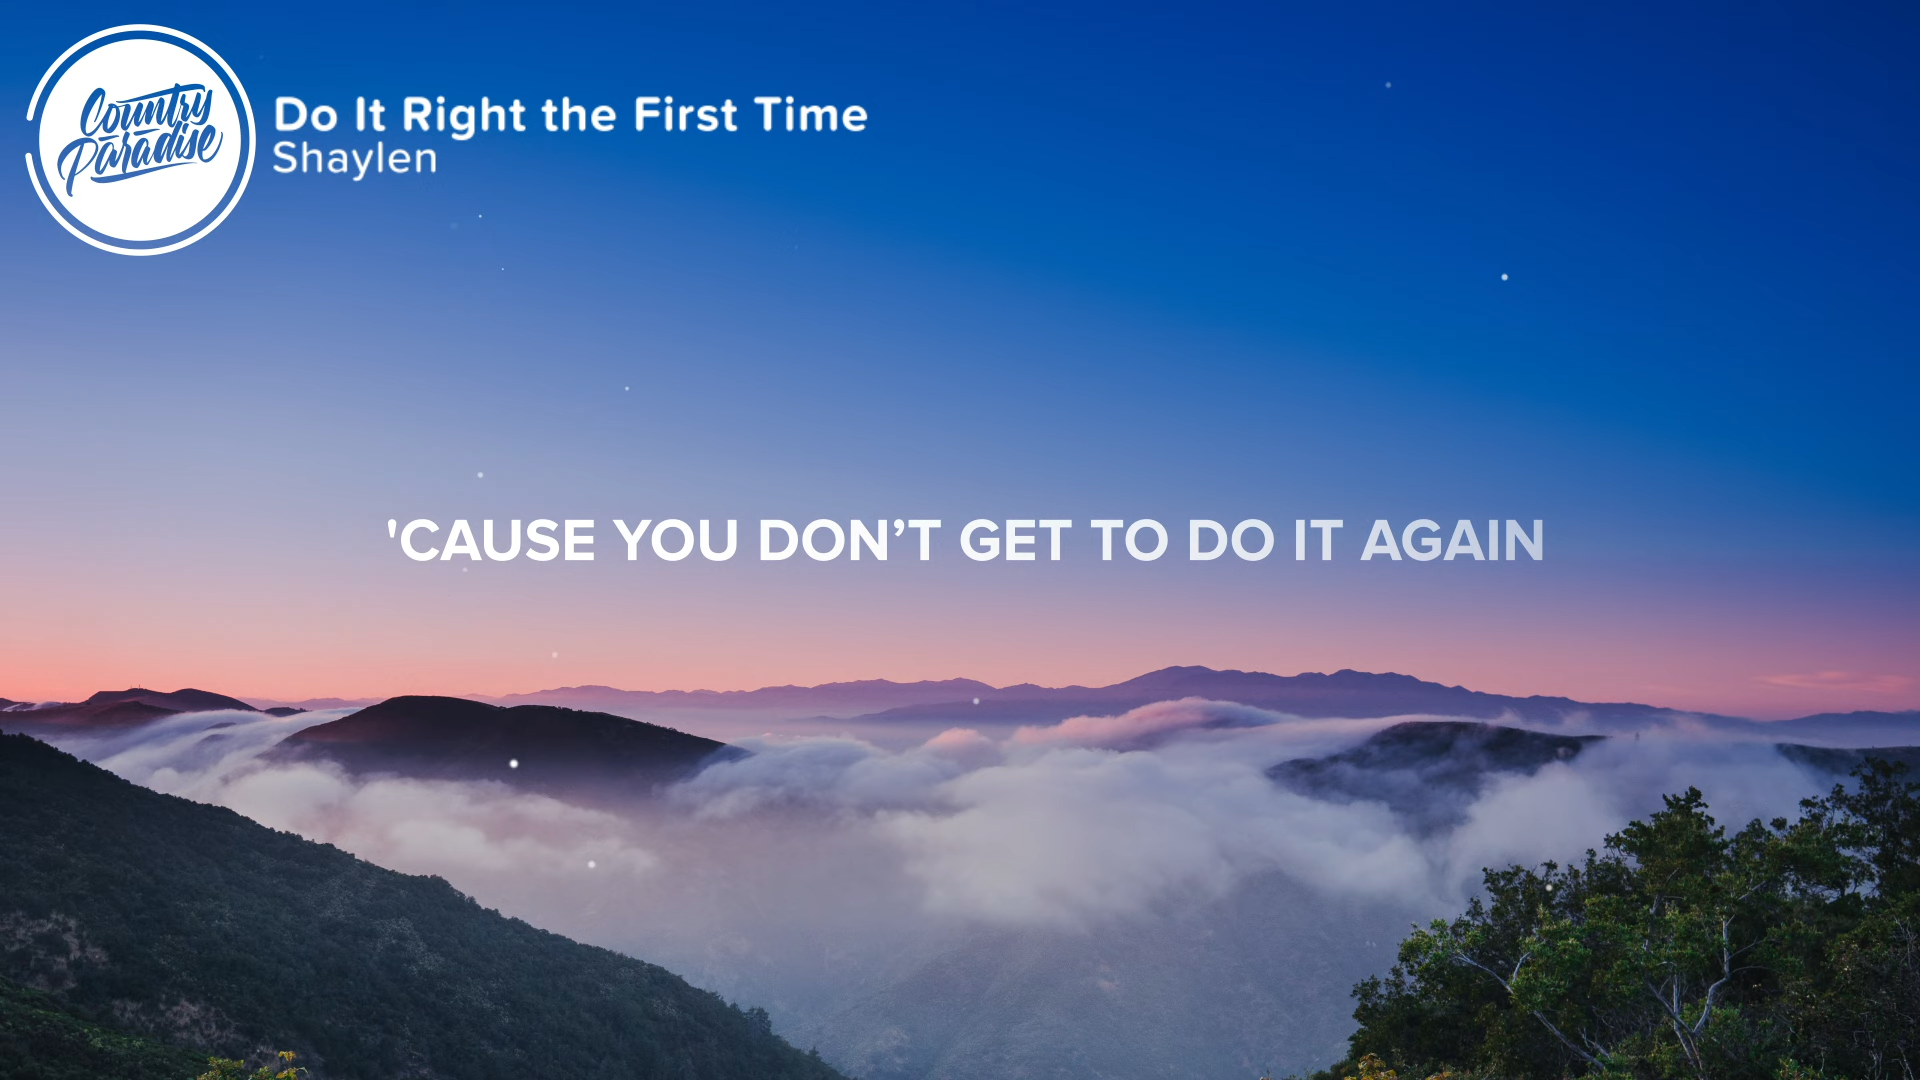 Country
Paradise
Do It Right the First Time
Shaylen
'CAUSE YOU DON’T GET TO DO IT AGAIN